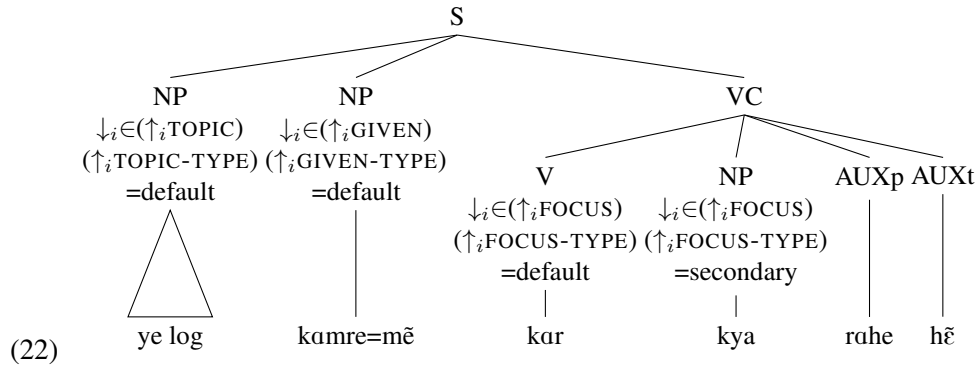 S
NP NP VC
↓ᵢ∈(↑ᵢTOPIC) ↓ᵢ∈(↑ᵢGIVEN)
(↑ᵢTOPIC-TYPE) (↑ᵢGIVEN-TYPE) V NP AUXp AUXt
=default =default ↓ᵢ∈(↑ᵢFOCUS) ↓ᵢ∈(↑ᵢFOCUS)
(↑ᵢFOCUS-TYPE) (↑ᵢFOCUS-TYPE)
=default =secondary
ye log kɑmre=mẽ kɑr kya rɑhe hɛ̃
(22)